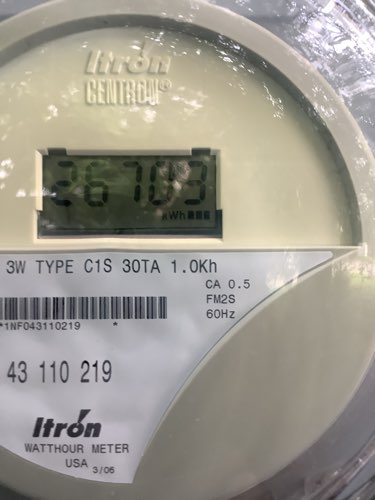 Itron
CENTRON®
26703
kWh
3W TYPE C1S 30TA 1.0Kh
CA 0.5
FM2S
60Hz
*1NF043110219 *
43 110 219
Itron
WATTHOUR METER
USA 3/06